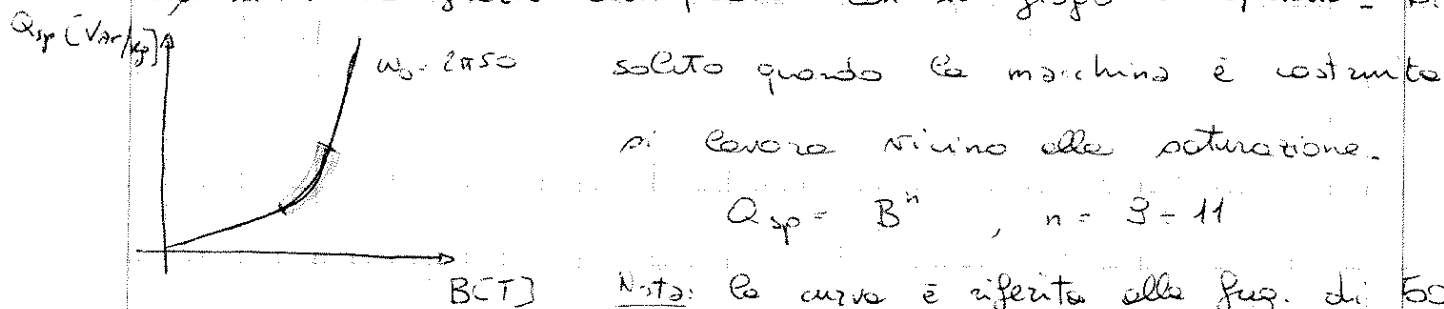 con
Qsp [Var/kg]
ω₀ = 2π50
solito quando la macchina è costruita
si lavora vicino alla saturazione.
Qsp = Bⁿ , n = 9 ÷ 11
B[T]
Nota: la curva è riferita alla freq. di 50